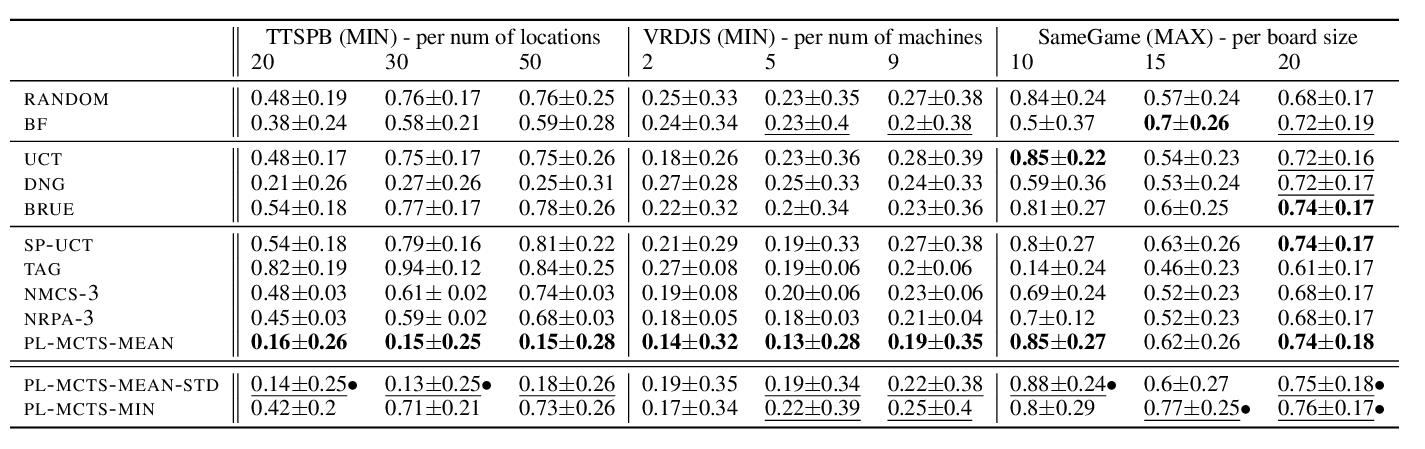 TTSPB (MIN) - per num of locations VRDJS (MIN) - per num of machines SameGame (MAX) - per board size
20 30 50 2 5 9 10 15 20
RANDOM 0.48±0.19 0.76±0.17 0.76±0.25 0.25±0.33 0.23±0.35 0.27±0.38 0.84±0.24 0.57±0.24 0.68±0.17
BF 0.38±0.24 0.58±0.21 0.59±0.28 0.24±0.34 0.23±0.4 0.2±0.38 0.5±0.37 0.7±0.26 0.72±0.19
UCT 0.48±0.17 0.75±0.17 0.75±0.26 0.18±0.26 0.23±0.36 0.28±0.39 0.85±0.22 0.54±0.23 0.72±0.16
DNG 0.21±0.26 0.27±0.26 0.25±0.31 0.27±0.28 0.25±0.33 0.24±0.33 0.59±0.36 0.53±0.24 0.72±0.17
BRUE 0.54±0.18 0.77±0.17 0.78±0.26 0.22±0.32 0.2±0.34 0.23±0.36 0.81±0.27 0.6±0.25 0.74±0.17
SP-UCT 0.54±0.18 0.79±0.16 0.81±0.22 0.21±0.29 0.19±0.33 0.27±0.38 0.8±0.27 0.63±0.26 0.74±0.17
TAG 0.82±0.19 0.94±0.12 0.84±0.25 0.27±0.08 0.19±0.06 0.2±0.06 0.14±0.24 0.46±0.23 0.61±0.17
NMCS-3 0.48±0.03 0.61± 0.02 0.74±0.03 0.19±0.08 0.20±0.06 0.23±0.06 0.69±0.24 0.52±0.23 0.68±0.17
NRPA-3 0.45±0.03 0.59± 0.02 0.68±0.03 0.18±0.05 0.18±0.03 0.21±0.04 0.7±0.12 0.52±0.23 0.68±0.17
PL-MCTS-MEAN 0.16±0.26 0.15±0.25 0.15±0.28 0.14±0.32 0.13±0.28 0.19±0.35 0.85±0.27 0.62±0.26 0.74±0.18
PL-MCTS-MEAN-STD 0.14±0.25● 0.13±0.25● 0.18±0.26 0.19±0.35 0.19±0.34 0.22±0.38 0.88±0.24● 0.6±0.27 0.75±0.18●
PL-MCTS-MIN 0.42±0.2 0.71±0.21 0.73±0.26 0.17±0.34 0.22±0.39 0.25±0.4 0.8±0.29 0.77±0.25● 0.76±0.17●